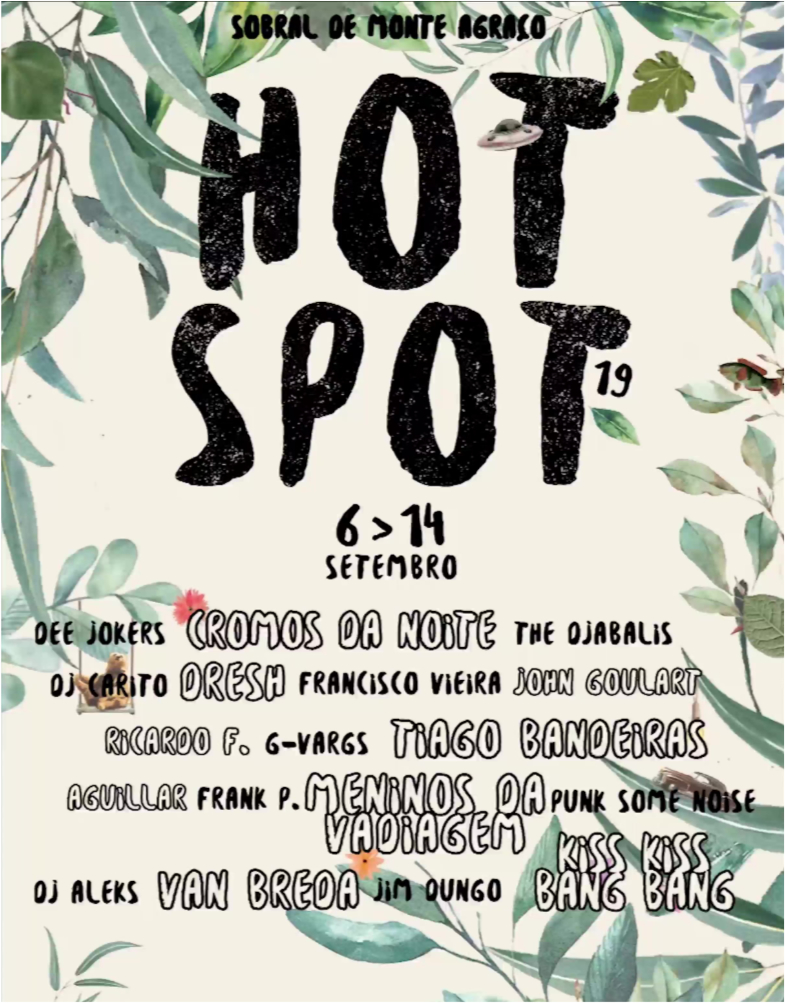 SOBRAL DE MONTE AGRAÇO
HOT
SPOT
19
6 > 14
SETEMBRO
DEE JOKERS CROMOS DA NOiTE THE DJABALiS
DJ CARiTO DRESH FRANCiSCO ViEiRA JOHN GOULART
RiCARDO F. G-VARGS TiAGO BANDEiRAS
AGUiLLAR FRANK P. MENiNOS DA PUNK SOME NOiSE
VADiAGEM
KiSS KiSS
DJ ALEKS VAN BREDA JiM DUNGO BANG BANG